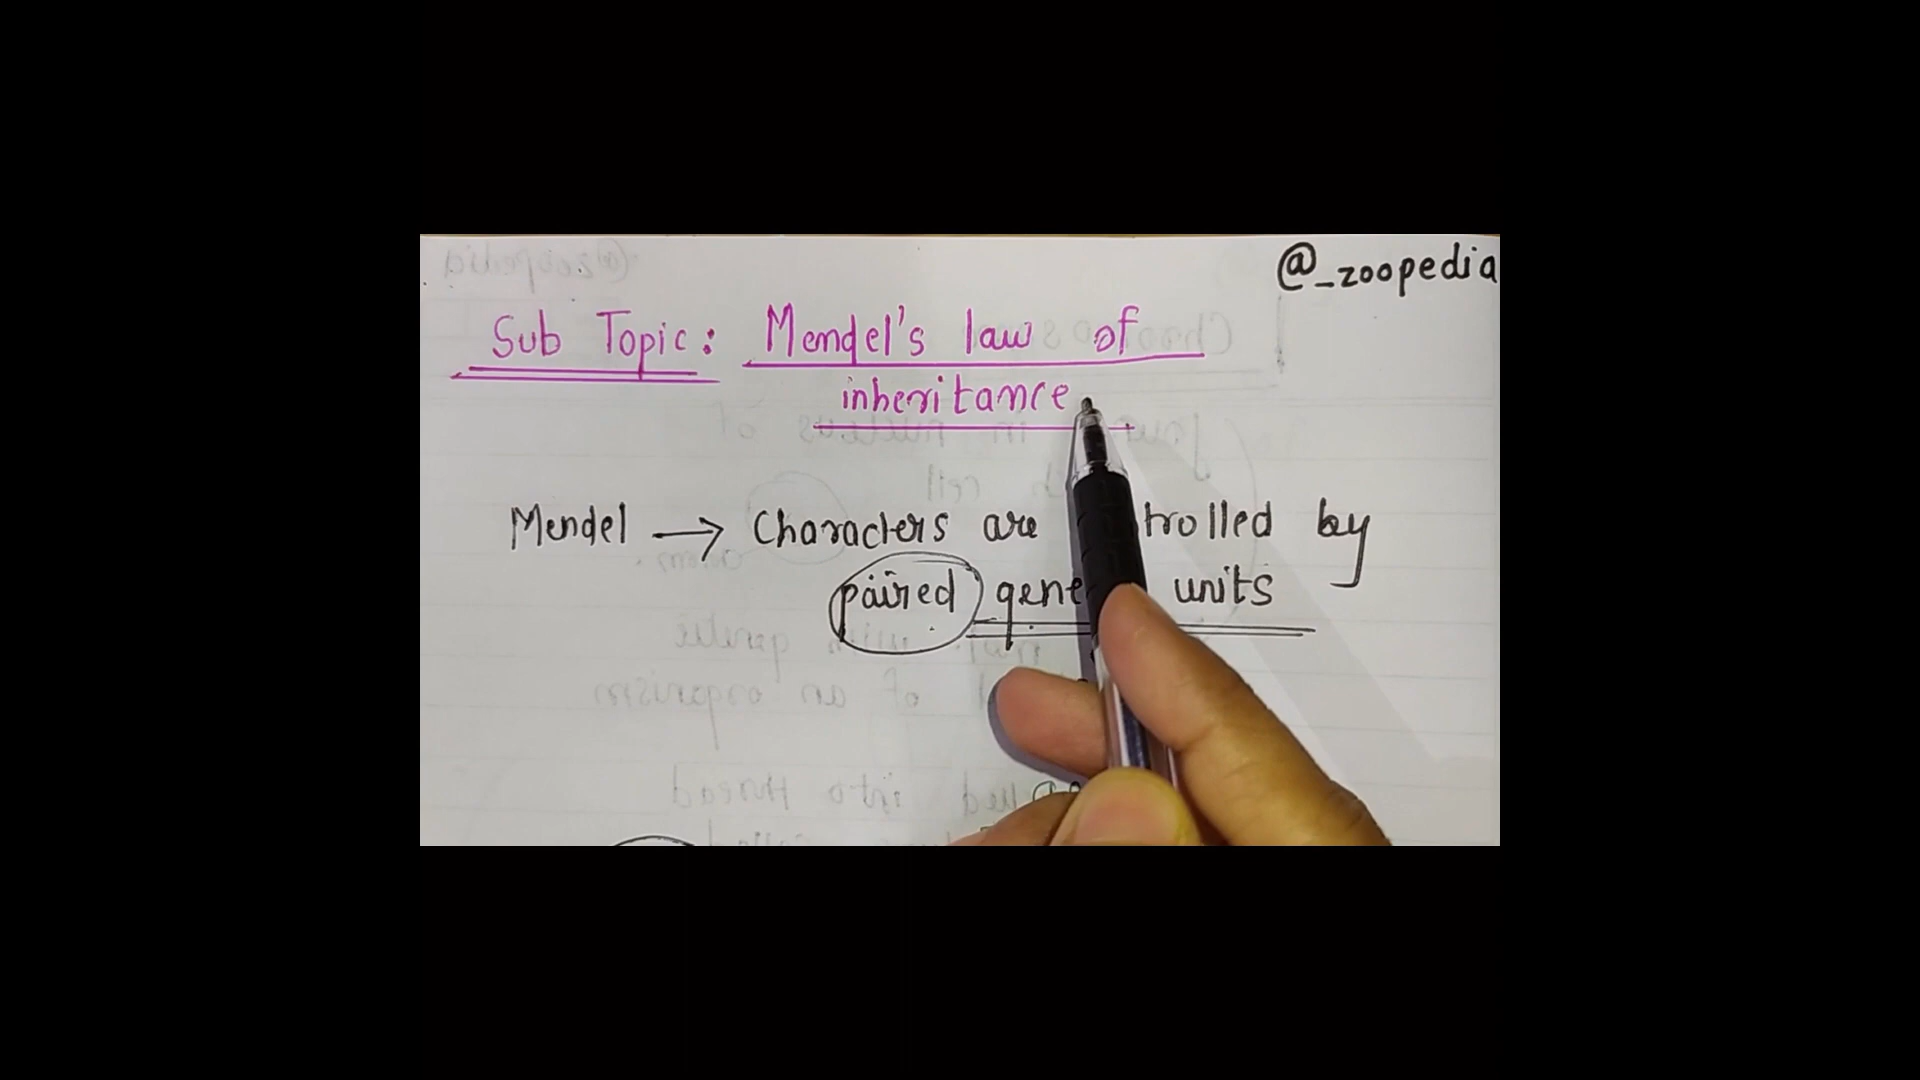 @_zoopedia
Sub Topic: Mendel's law of
inheritance
Mendel → Characters are trolled by
paired gene units